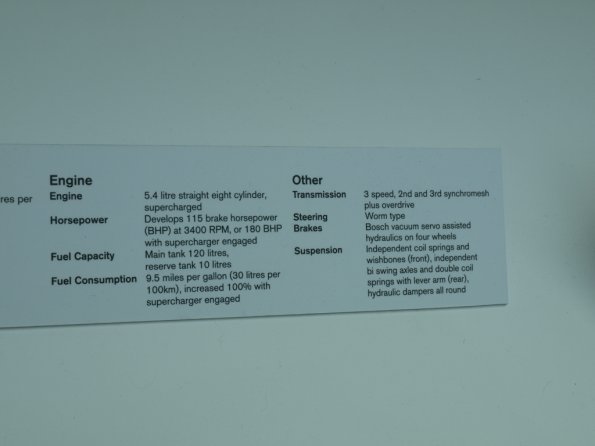 res per
Engine
Engine 5.4 litre straight eight cylinder,
supercharged
Horsepower Develops 115 brake horsepower
(BHP) at 3400 RPM, or 180 BHP
with supercharger engaged
Fuel Capacity Main tank 120 litres,
reserve tank 10 litres
Fuel Consumption 9.5 miles per gallon (30 litres per
100km), increased 100% with
supercharger engaged
Other
Transmission 3 speed, 2nd and 3rd synchromesh
plus overdrive
Steering Worm type
Brakes Bosch vacuum servo assisted
hydraulics on four wheels
Suspension Independent coil springs and
wishbones (front), independent
bi swing axles and double coil
springs with lever arm (rear),
hydraulic dampers all round